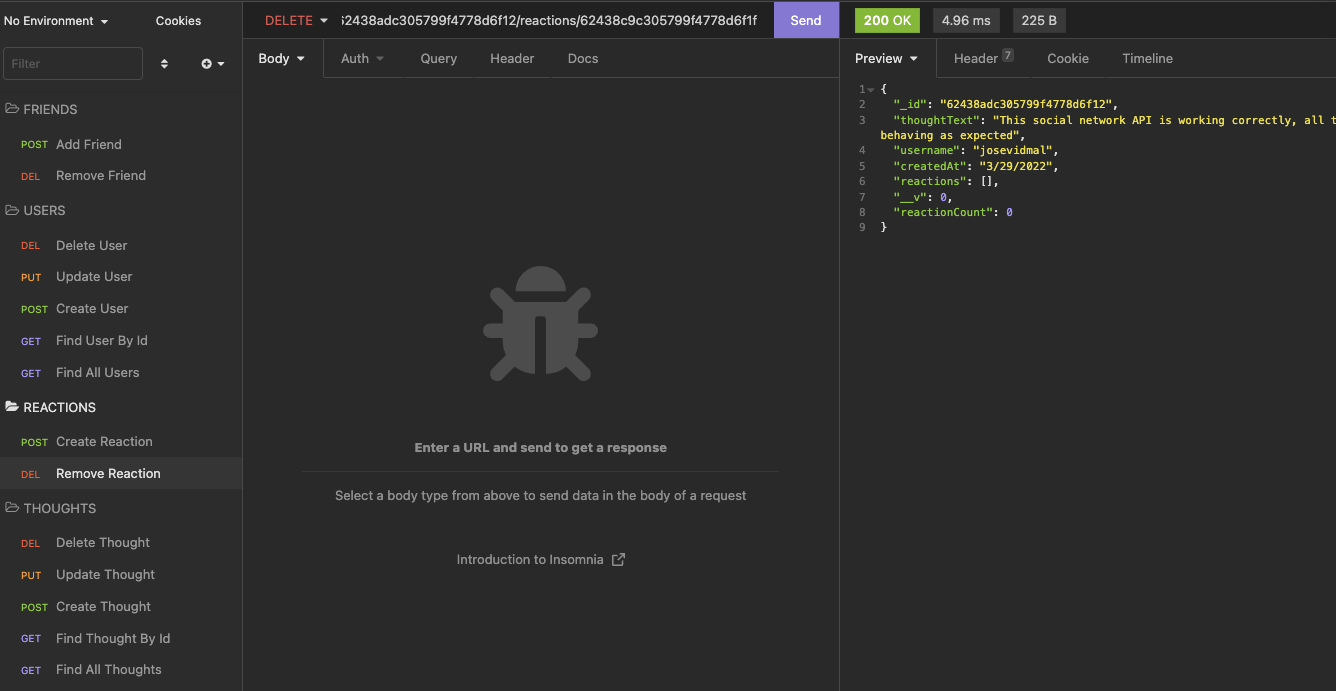 No Environment
Cookies
Filter
FRIENDS
POST Add Friend
DEL Remove Friend
USERS
DEL Delete User
PUT Update User
POST Create User
GET Find User By Id
GET Find All Users
REACTIONS
POST Create Reaction
DEL Remove Reaction
THOUGHTS
DEL Delete Thought
PUT Update Thought
POST Create Thought
GET Find Thought By Id
GET Find All Thoughts
DELETE 62438adc305799f4778d6f12/reactions/62438c9c305799f4778d6f1f Send
Body Auth Query Header Docs
Enter a URL and send to get a response
Select a body type from above to send data in the body of a request
Introduction to Insomnia
200 OK 4.96 ms 225 B
Preview Header 7 Cookie Timeline
1 {
2 "_id": "62438adc305799f4778d6f12",
3 "thoughtText": "This social network API is working correctly, all t
behaving as expected",
4 "username": "josevidmal",
5 "createdAt": "3/29/2022",
6 "reactions": [],
7 "__v": 0,
8 "reactionCount": 0
9 }